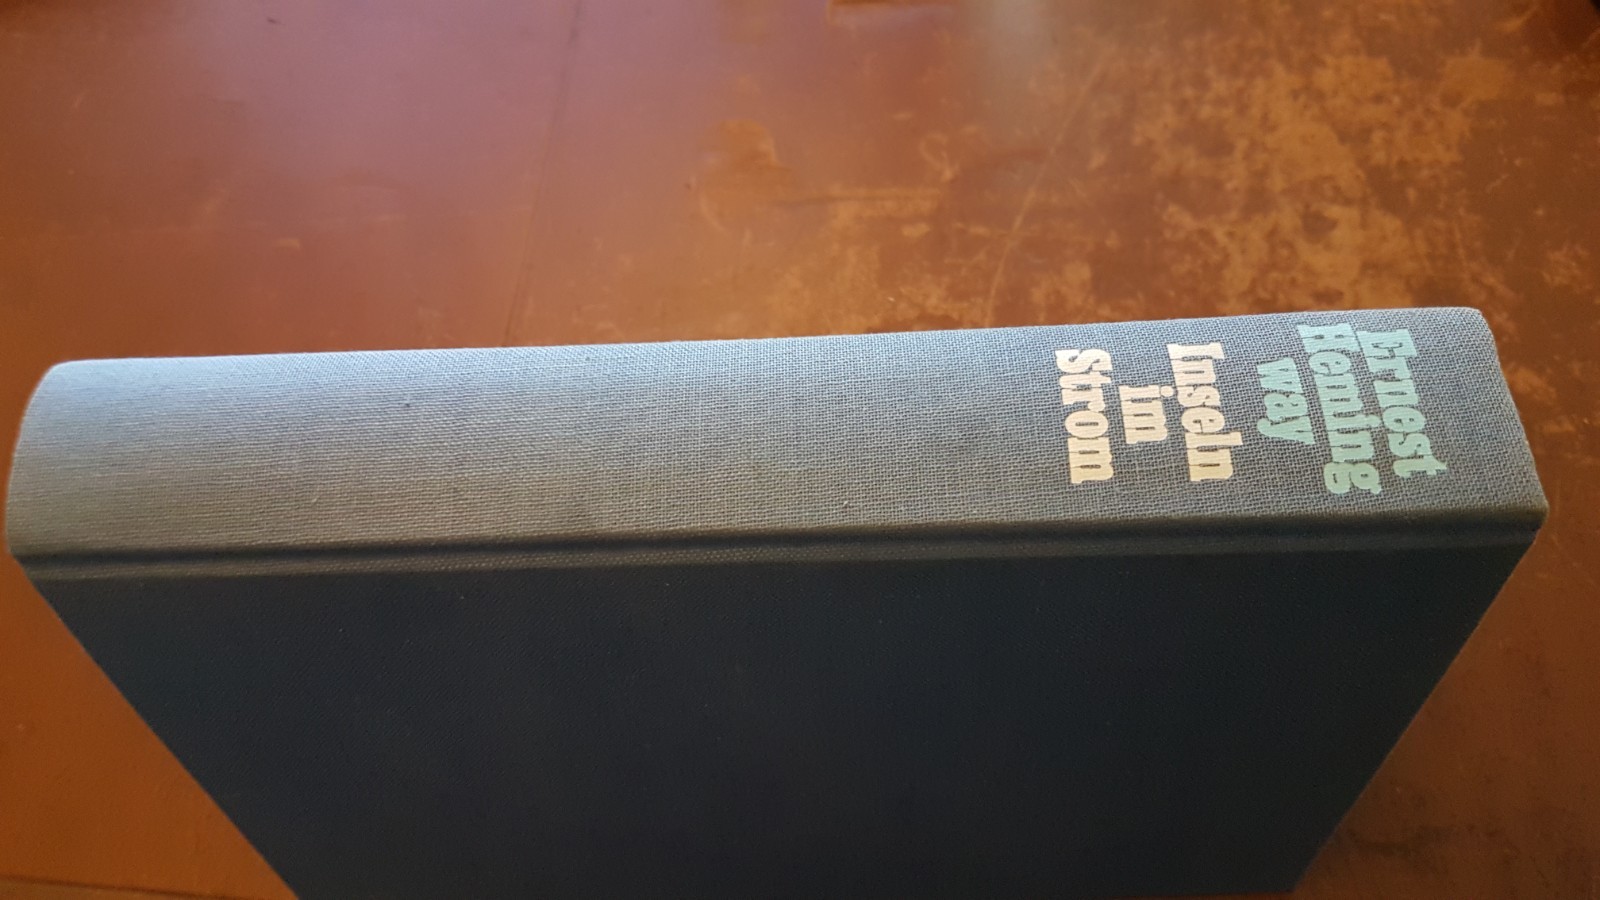 Ernest
Heming
way
Inseln
im
Strom